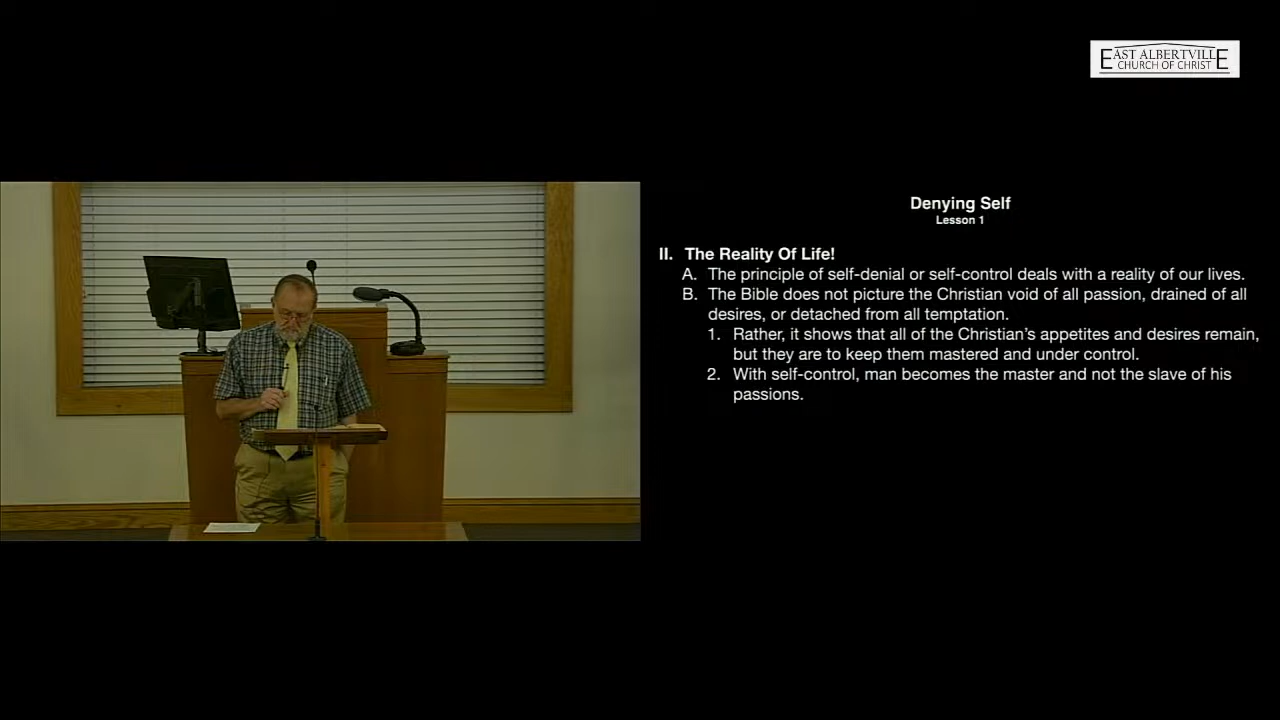 EAST ALBERTVILLE
CHURCH OF CHRIST
Denying Self
Lesson 1
II. The Reality Of Life!
A. The principle of self-denial or self-control deals with a reality of our lives.
B. The Bible does not picture the Christian void of all passion, drained of all
desires, or detached from all temptation.
1. Rather, it shows that all of the Christian's appetites and desires remain,
but they are to keep them mastered and under control.
2. With self-control, man becomes the master and not the slave of his
passions.